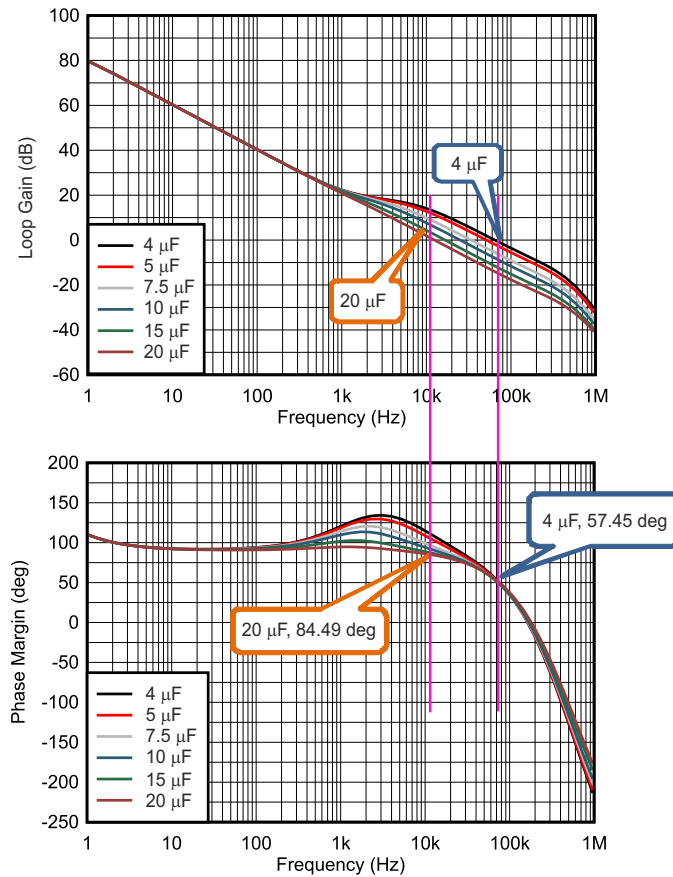 100
80
60
40
20
0
-20
-40
-60
Loop Gain (dB)
4 µF
20 µF
4 µF
5 µF
7.5 µF
10 µF
15 µF
20 µF
1 10 100 1k 10k 100k 1M
Frequency (Hz)
200
150
100
50
0
-50
-100
-150
-200
-250
Phase Margin (deg)
4 µF, 57.45 deg
20 µF, 84.49 deg
4 µF
5 µF
7.5 µF
10 µF
15 µF
20 µF
1 10 100 1k 10k 100k 1M
Frequency (Hz)